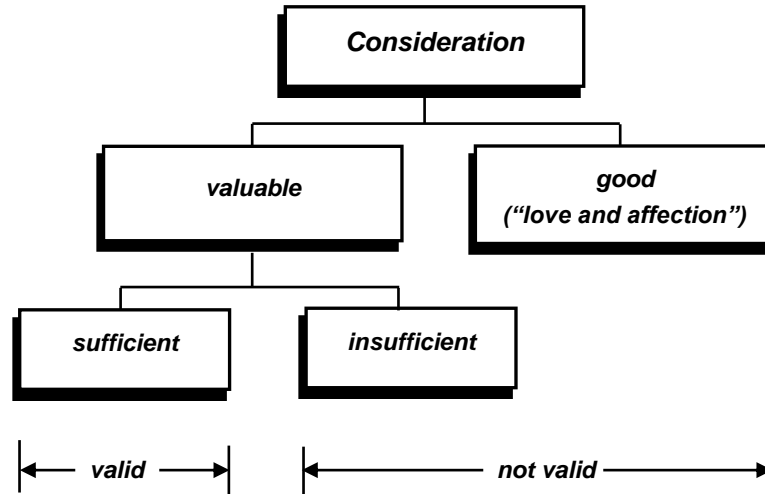 Consideration
valuable
good
(“love and affection”)
sufficient
insufficient
valid
not valid